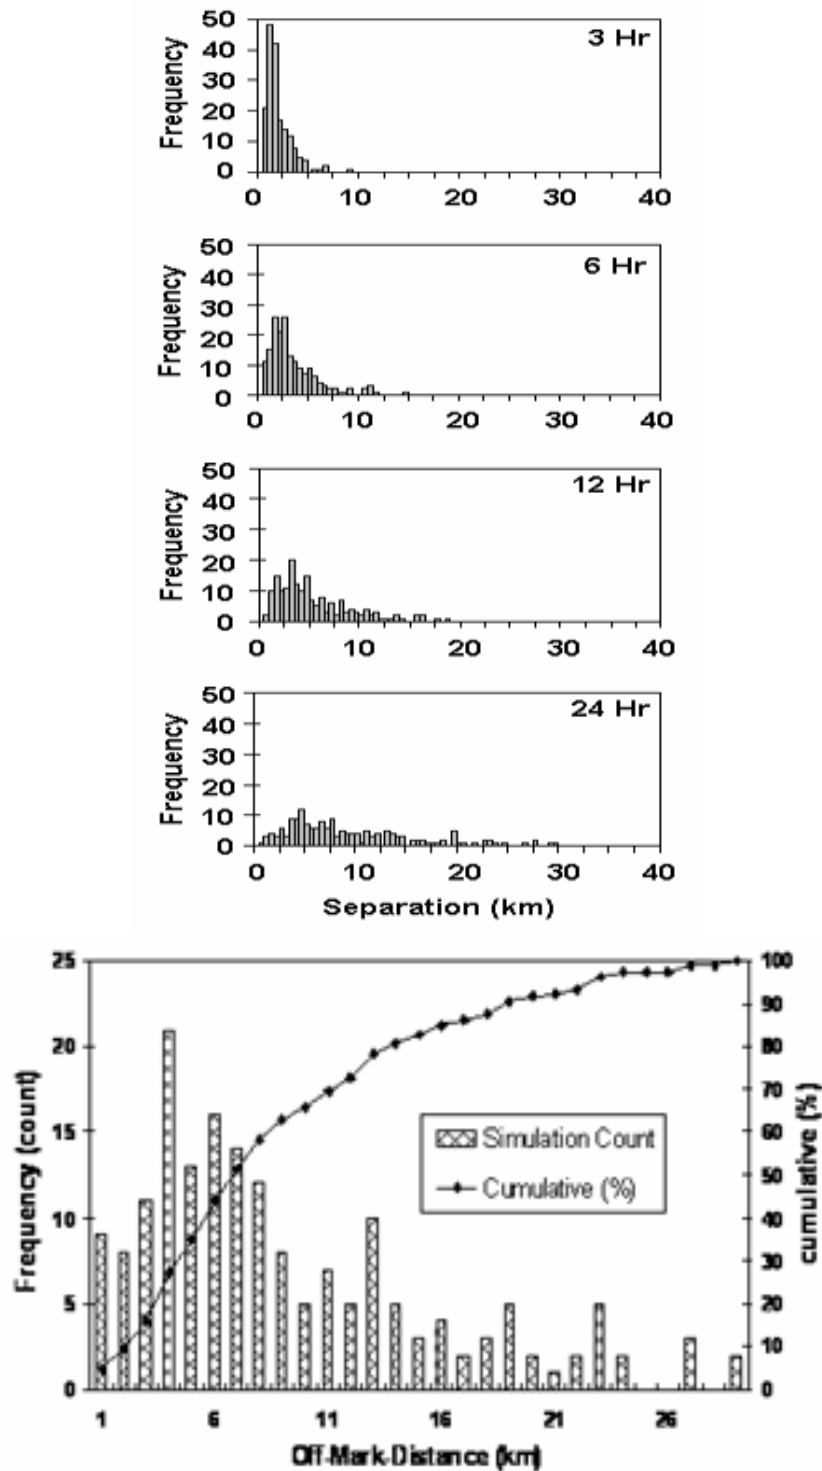 50
40
30
20
10
0
Frequency
3 Hr
0 10 20 30 40
50
40
30
20
10
0
Frequency
6 Hr
0 10 20 30 40
50
40
30
20
10
0
Frequency
12 Hr
0 10 20 30 40
50
40
30
20
10
0
Frequency
24 Hr
0 10 20 30 40
Separation (km)
25
20
15
10
5
0
Frequency (count)
Simulation Count
Cumulative (%)
100
90
80
70
60
50
40
30
20
10
0
cumulative (%)
1 6 11 16 21 26
Off-Mark-Distance (km)